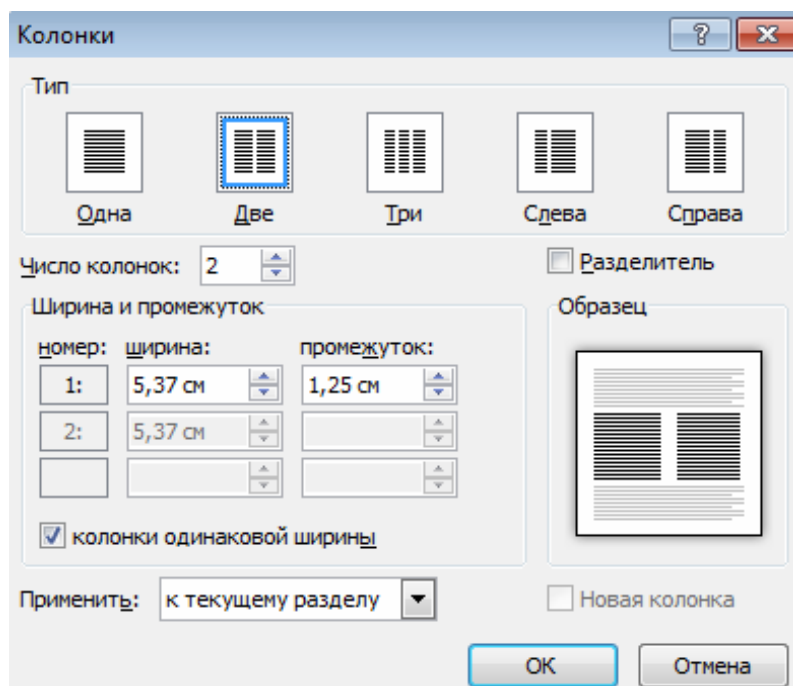 Колонки
Тип
Одна Две Три Слева Справа
Число колонок: 2 Разделитель
Ширина и промежуток Образец
номер: ширина: промежуток:
1: 5,37 см 1,25 см
2: 5,37 см
колонки одинаковой ширины
Применить: к текущему разделу Новая колонка
ОК Отмена